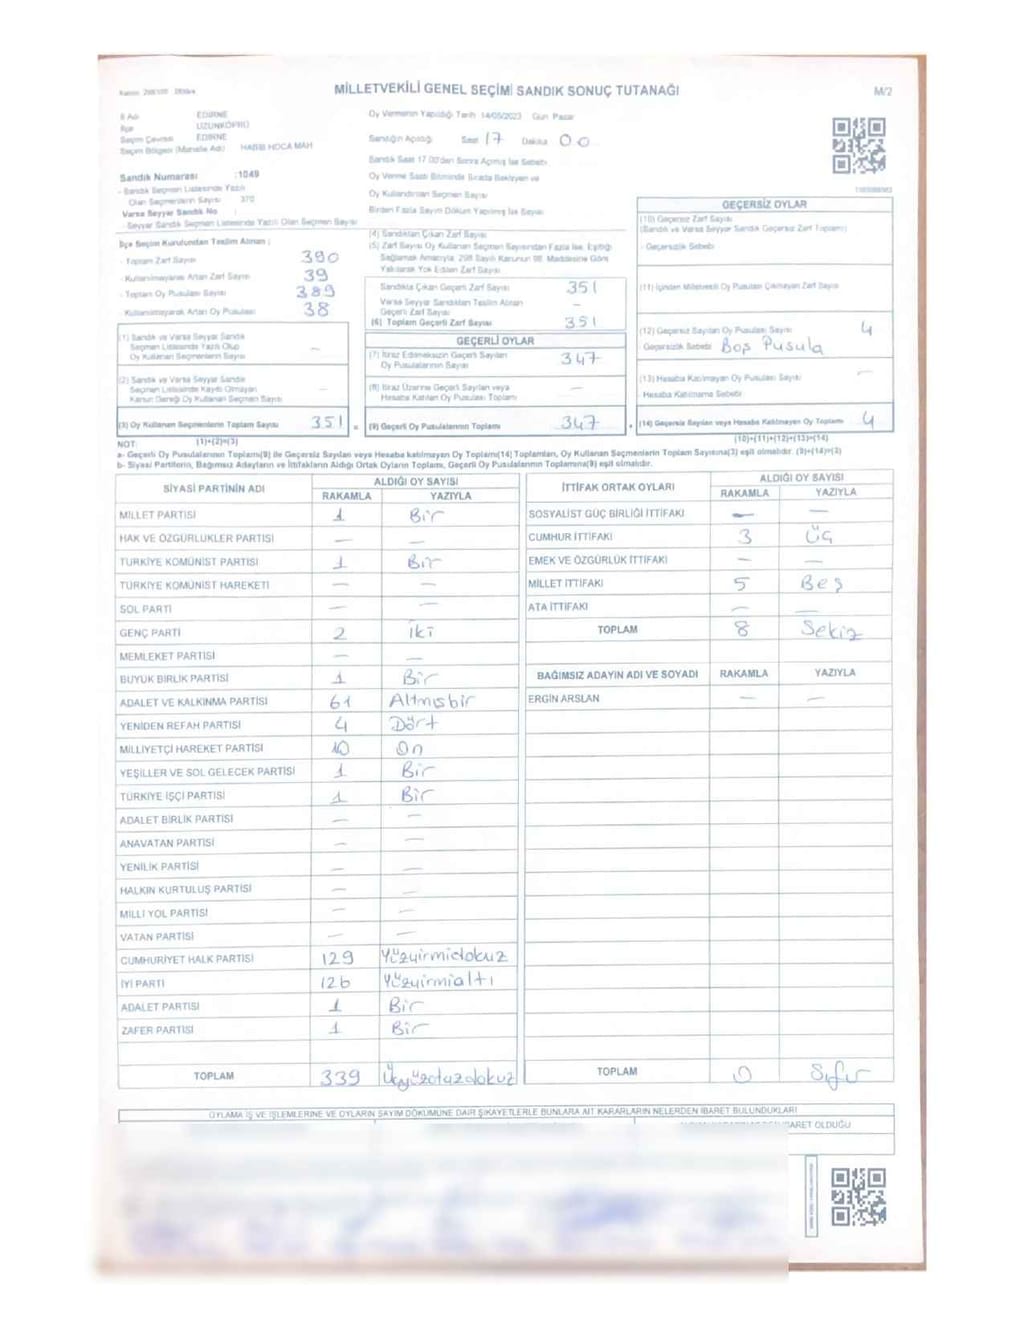 MİLLETVEKİLİ GENEL SEÇİMİ SANDIK SONUÇ TUTANAĞI
M/2
İl Adı EDİRNE
İlçe UZUNKÖPRÜ
Seçim Çevresi EDİRNE
Seçim Bölgesi (Mahalle Adı) HABİB HOCA MAH
Sandık Numarası :1049
- Sandık Seçmen Listesinde Yazılı
Olan Seçmenlerin Sayısı 370
Varsa Seyyar Sandık No :
- Seyyar Sandık Seçmen Listesinde Yazılı Olan Seçmen Sayısı
Oy Vermenin Yapıldığı Tarih 14/05/2023 Gün Pazar
Sandığın Açıldığı Saat 17 Dakika 00
Sandık Saat 17.00'den Sonra Açmış İse Sebebi
Oy Verme Saati Bitiminde Sırada Bekleyen ve
Oy Kullandırılan Seçmen Sayısı
Birden Fazla Sayım Döküm Yapılmış İse Sayısı
İlçe Seçim Kurulundan Teslim Alınan ;
- Toplam Zarf Sayısı 390
- Kullanılmayarak Artan Zarf Sayısı 39
- Toplam Oy Pusulası Sayısı 389
- Kullanılmayarak Artan Oy Pusulası 38
(1) Sandık ve Varsa Seyyar Sandık
Seçmen Listesinde Yazılı Olup
Oy Kullanan Seçmenlerin Sayısı –
(2) Sandık ve Varsa Seyyar Sandık
Seçmen Listesinde Kaydı Olmayan
Kanun Gereği Oy Kullanan Seçmen Sayısı –
(3) Oy Kullanan Seçmenlerin Toplam Sayısı 351 =
(4) Sandıktan Çıkan Zarf Sayısı
(5) Zarf Sayısı Oy Kullanan Seçmen Sayısından Fazla İse, Eşitliği
Sağlamak Amacıyla, 298 Sayılı Kanunun 98. Maddesine Göre
Yakılarak Yok Edilen Zarf Sayısı
Sandıkta Çıkan Geçerli Zarf Sayısı 351
Varsa Seyyar Sandıktan Teslim Alınan
Geçerli Zarf Sayısı –
(6) Toplam Geçerli Zarf Sayısı 351
GEÇERLİ OYLAR
(7) İtiraz Edilmeksizin Geçerli Sayılan
Oy Pusulalarının Sayısı 347
(8) İtiraz Üzerine Geçerli Sayılan veya
Hesaba Katılan Oy Pusulası Toplamı –
(9) Geçerli Oy Pusulalarının Toplamı 347 +
GEÇERSİZ OYLAR
(10) Geçersiz Zarf Sayısı
(Sandık ve Varsa Seyyar Sandık Geçersiz Zarf Toplamı)
- Geçersizlik Sebebi
(11) İçinden Milletvekili Oy Pusulası Çıkmayan Zarf Sayısı
(12) Geçersiz Sayılan Oy Pusulası Sayısı 4
Geçersizlik Sebebi Boş Pusula
(13) Hesaba Katılmayan Oy Pusulası Sayısı –
- Hesaba Katılmama Sebebi
(14) Geçersiz Sayılan veya Hesaba Katılmayan Oy Toplamı 4
NOT: (1)+(2)=(3)
(10)+(11)+(12)+(13)=(14)
a- Geçerli Oy Pusulalarının Toplamı(9) ile Geçersiz Sayılan veya Hesaba katılmayan Oy Toplamı(14) Toplamları, Oy Kullanan Seçmenlerin Toplam Sayısına(3) eşit olmalıdır. (9)+(14)=(3)
b- Siyasi Partilerin, Bağımsız Adayların ve İttifakların Aldığı Ortak Oyların Toplamı, Geçerli Oy Pusulalarının Toplamına(9) eşit olmalıdır.
SİYASİ PARTİNİN ADI ALDIĞI OY SAYISI
RAKAMLA YAZIYLA
MİLLET PARTİSİ 1 Bir
HAK VE ÖZGÜRLÜKLER PARTİSİ – –
TÜRKİYE KOMÜNİST PARTİSİ 1 Bir
TÜRKİYE KOMÜNİST HAREKETİ – –
SOL PARTİ – –
GENÇ PARTİ 2 İki
MEMLEKET PARTİSİ – –
BÜYÜK BİRLİK PARTİSİ 1 Bir
ADALET VE KALKINMA PARTİSİ 61 Altmışbir
YENİDEN REFAH PARTİSİ 4 Dört
MİLLİYETÇİ HAREKET PARTİSİ 10 On
YEŞİLLER VE SOL GELECEK PARTİSİ 1 Bir
TÜRKİYE İŞÇİ PARTİSİ 1 Bir
ADALET BİRLİK PARTİSİ – –
ANAVATAN PARTİSİ – –
YENİLİK PARTİSİ – –
HALKIN KURTULUŞ PARTİSİ – –
MİLLİ YOL PARTİSİ – –
VATAN PARTİSİ – –
CUMHURİYET HALK PARTİSİ 129 Yüzyirmidokuz
İYİ PARTİ 126 Yüzyirmialtı
ADALET PARTİSİ 1 Bir
ZAFER PARTİSİ 1 Bir
TOPLAM 339 Üçyüzotuzdokuz
İTTİFAK ORTAK OYLARI ALDIĞI OY SAYISI
RAKAMLA YAZIYLA
SOSYALİST GÜÇ BİRLİĞİ İTTİFAKI – –
CUMHUR İTTİFAKI 3 Üç
EMEK VE ÖZGÜRLÜK İTTİFAKI – –
MİLLET İTTİFAKI 5 Beş
ATA İTTİFAKI – –
TOPLAM 8 Sekiz
BAĞIMSIZ ADAYIN ADI VE SOYADI RAKAMLA YAZIYLA
ERGİN ARSLAN – –
TOPLAM 0 Sıfır
OYLAMA İŞ VE İŞLEMLERİNE VE OYLARIN SAYIM DÖKÜMÜNE DAİR ŞİKAYETLERLE BUNLARA AİT KARARLARIN NELERDEN İBARET BULUNDUKLARI
BARET OLDUĞU